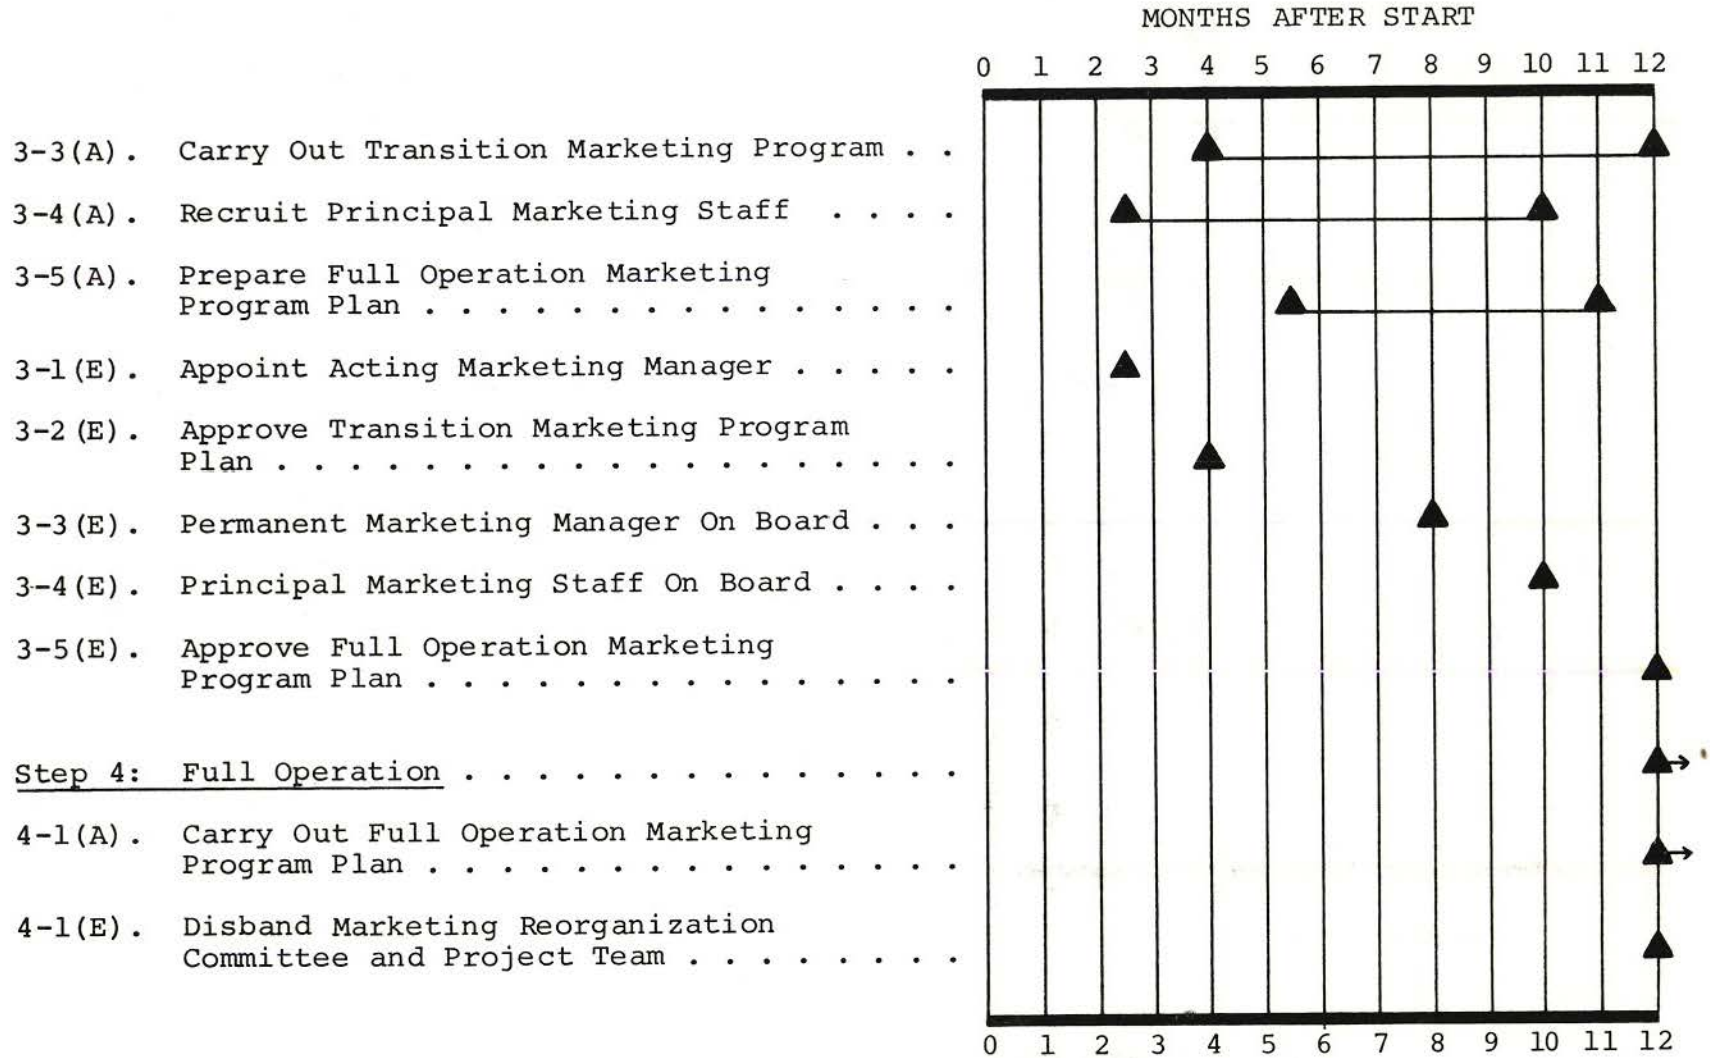 MONTHS AFTER START
0 1 2 3 4 5 6 7 8 9 10 11 12
3-3(A). Carry Out Transition Marketing Program . .
3-4(A). Recruit Principal Marketing Staff . . . .
3-5(A). Prepare Full Operation Marketing
Program Plan . . . . . . . . . . . . . . .
3-1(E). Appoint Acting Marketing Manager . . . . .
3-2(E). Approve Transition Marketing Program
Plan . . . . . . . . . . . . . . . . . . .
3-3(E). Permanent Marketing Manager On Board . . .
3-4(E). Principal Marketing Staff On Board . . . .
3-5(E). Approve Full Operation Marketing
Program Plan . . . . . . . . . . . . . . .
Step 4: Full Operation . . . . . . . . . . . . . .
4-1(A). Carry Out Full Operation Marketing
Program Plan . . . . . . . . . . . . . . .
4-1(E). Disband Marketing Reorganization
Committee and Project Team . . . . . . . .
0 1 2 3 4 5 6 7 8 9 10 11 12